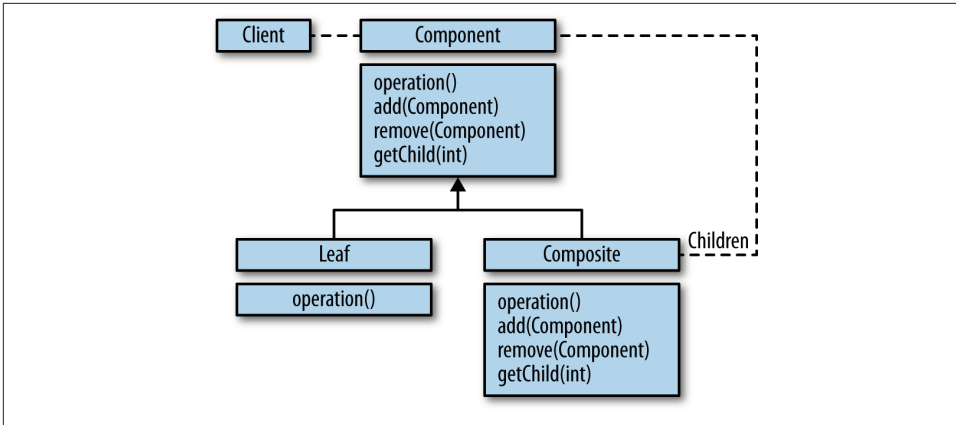 Client
Component
operation()
add(Component)
remove(Component)
getChild(int)
Leaf
Composite
Children
operation()
operation()
add(Component)
remove(Component)
getChild(int)